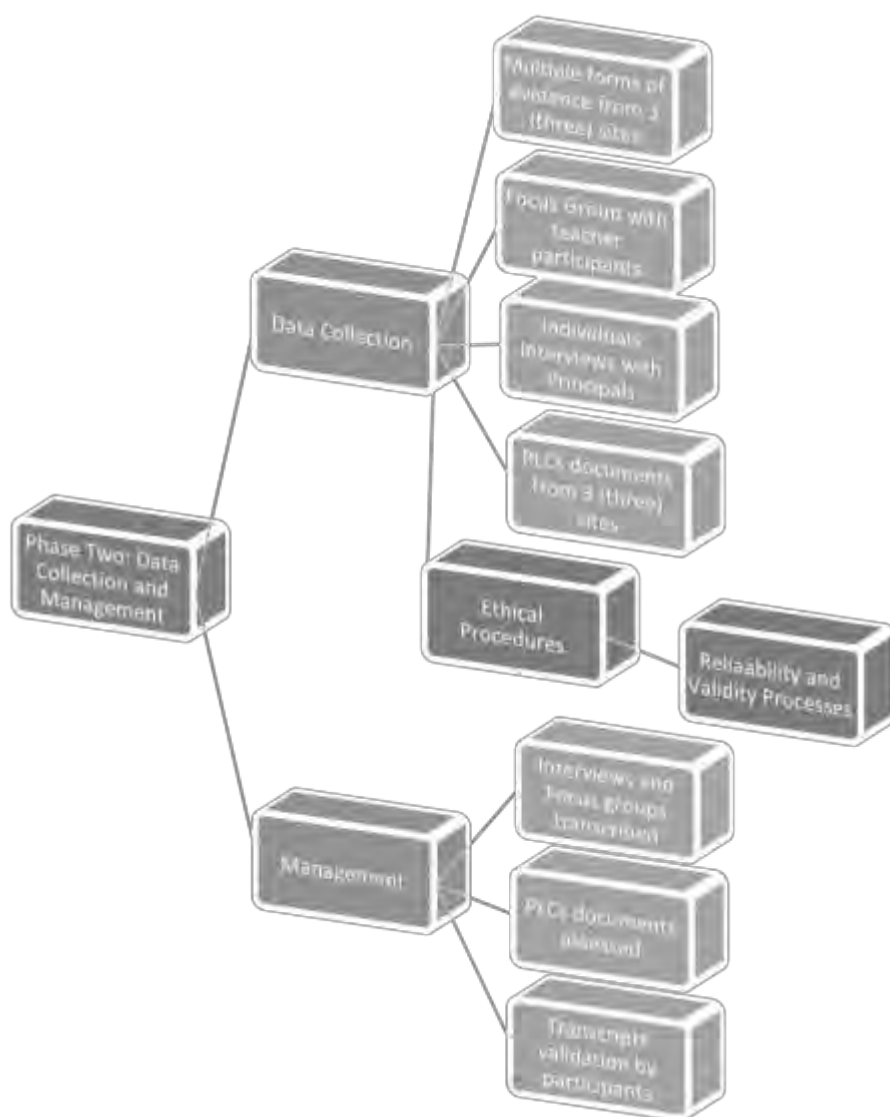 Multiple forms of
evidence from 3
(three) sites
Focus Group with
teacher
participants
Data Collection
Individuals
Interviews with
Principals
PLCs documents
from 3 (three)
sites
Phase Two: Data
Collection and
Management
Ethical
Procedures
Reliaability and
Validity Processes
Interviews and
Focus groups
Management
PLCs documents
Transcripts
validation by
participants